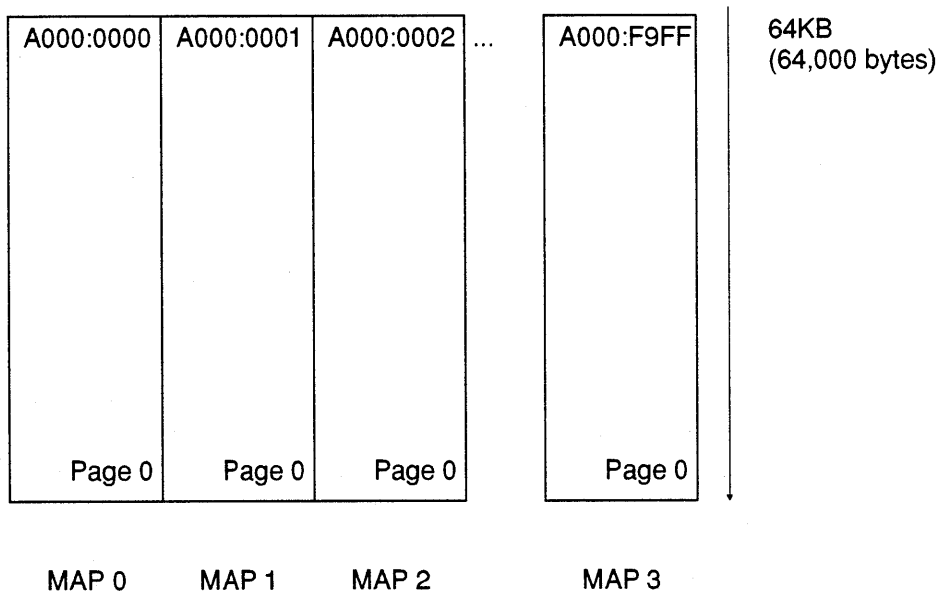 A000:0000 A000:0001 A000:0002 ... A000:F9FF
64KB
(64,000 bytes)
Page 0 Page 0 Page 0 Page 0
MAP 0 MAP 1 MAP 2 MAP 3